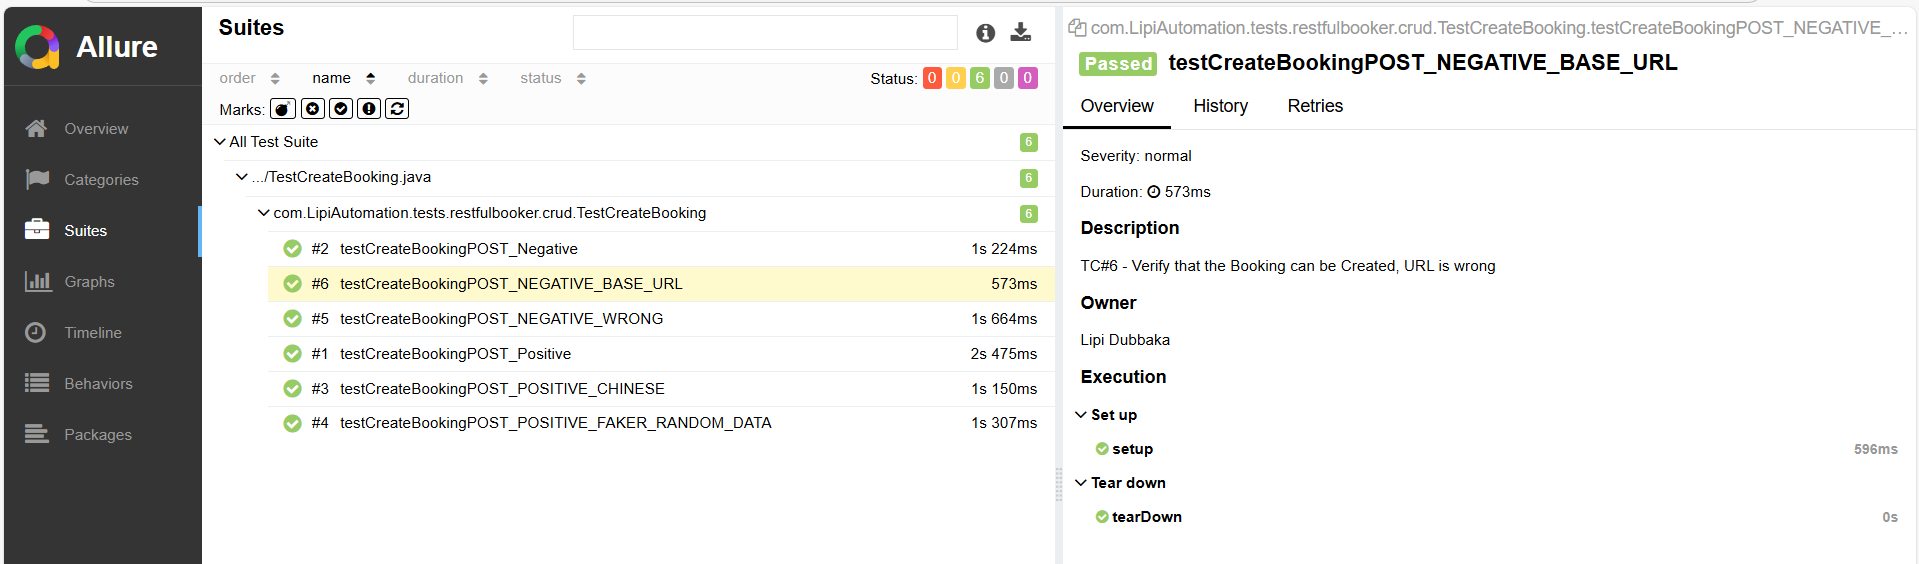 Allure
Overview
Categories
Suites
Graphs
Timeline
Behaviors
Packages
Suites
order name duration status Status: 0 0 6 0 0
Marks:
All Test Suite 6
.../TestCreateBooking.java 6
com.LipiAutomation.tests.restfulbooker.crud.TestCreateBooking 6
#2 testCreateBookingPOST_Negative 1s 224ms
#6 testCreateBookingPOST_NEGATIVE_BASE_URL 573ms
#5 testCreateBookingPOST_NEGATIVE_WRONG 1s 664ms
#1 testCreateBookingPOST_Positive 2s 475ms
#3 testCreateBookingPOST_POSITIVE_CHINESE 1s 150ms
#4 testCreateBookingPOST_POSITIVE_FAKER_RANDOM_DATA 1s 307ms
com.LipiAutomation.tests.restfulbooker.crud.TestCreateBooking.testCreateBookingPOST_NEGATIVE_...
Passed testCreateBookingPOST_NEGATIVE_BASE_URL
Overview History Retries
Severity: normal
Duration: 573ms
Description
TC#6 - Verify that the Booking can be Created, URL is wrong
Owner
Lipi Dubbaka
Execution
Set up
setup 596ms
Tear down
tearDown 0s